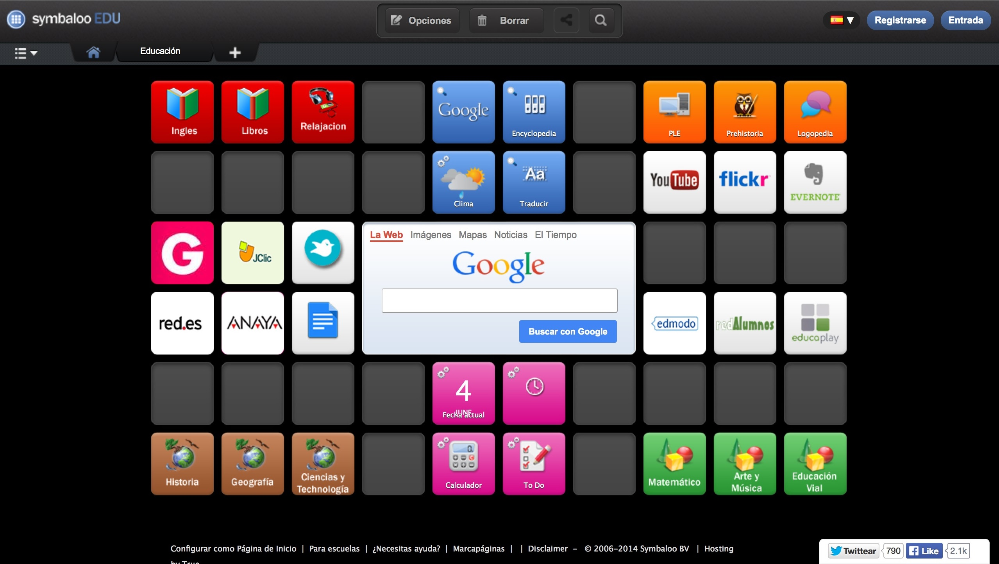 symbaloo EDU
Opciones
Borrar
Registrarse
Entrada
Educación
Ingles
Libros
Relajacion
Google
Encyclopedia
PLE
Prehistoria
Logopedia
Clima
Aa
Traducir
YouTube
flickr
EVERNOTE
G
JClic
La Web Imágenes Mapas Noticias El Tiempo
Google
Buscar con Google
red.es
ANAYA
edmodo
redAlumnos
educaplay
4
JUNE
Fecha actual
Historia
Geografía
Ciencias y
Technología
0.
Calculador
To Do
Matemático
Arte y
Música
Educación
Vial
Configurar como Página de Inicio | Para escuelas | ¿Necesitas ayuda? | Marcapáginas | | Disclaimer - © 2006-2014 Symbaloo BV | Hosting
by True
Twittear 790 Like 2.1k